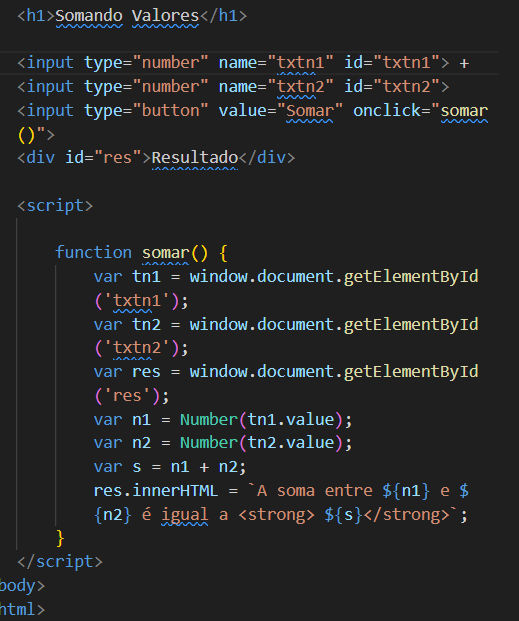 <h1>Somando Valores</h1>
<input type="number" name="txtn1" id="txtn1"> +
<input type="number" name="txtn2" id="txtn2">
<input type="button" value="Somar" onclick="somar
()">
<div id="res">Resultado</div>
<script>
function somar() {
var tn1 = window.document.getElementById
('txtn1');
var tn2 = window.document.getElementById
('txtn2');
var res = window.document.getElementById
('res');
var n1 = Number(tn1.value);
var n2 = Number(tn2.value);
var s = n1 + n2;
res.innerHTML = `A soma entre ${n1} e $
{n2} é igual a <strong> ${s}</strong>`;
}
</script>
body>
html>